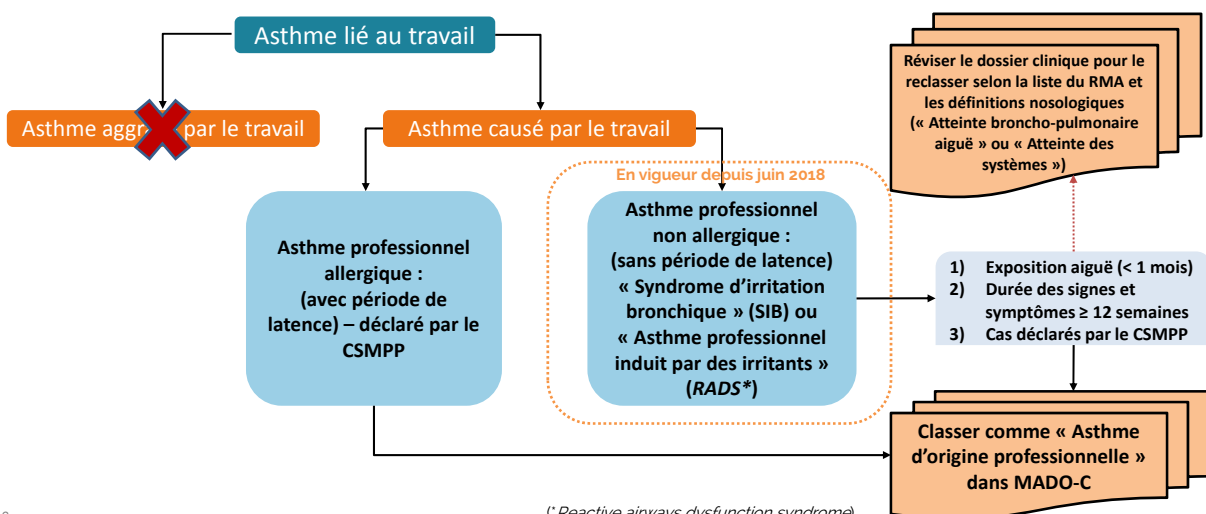 Asthme lié au travail
Asthme aggr par le travail
Asthme causé par le travail
Réviser le dossier clinique pour le
reclasser selon la liste du RMA et
les définitions nosologiques
(« Atteinte broncho-pulmonaire
aiguë » ou « Atteinte des
systèmes »)
En vigueur depuis juin 2018
Asthme professionnel
allergique :
(avec période de
latence) – déclaré par le
CSMPP
Asthme professionnel
non allergique :
(sans période de latence)
« Syndrome d'irritation
bronchique » (SIB) ou
« Asthme professionnel
induit par des irritants »
(RADS*)
1) Exposition aiguë (< 1 mois)
2) Durée des signes et
symptômes ≥ 12 semaines
3) Cas déclarés par le CSMPP
Classer comme « Asthme
d'origine professionnelle »
dans MADO-C
(*Reactive airways dysfunction syndrome)